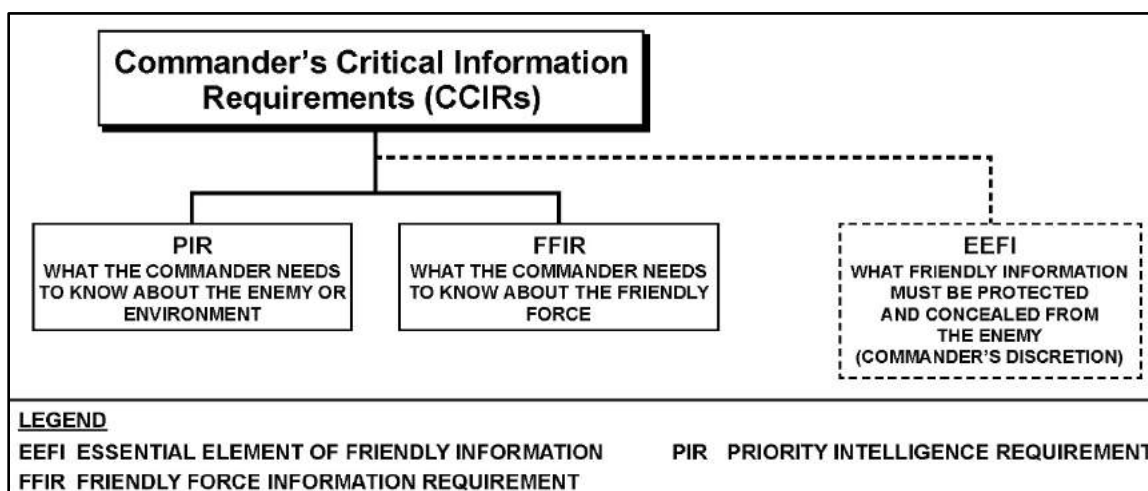 Commander's Critical Information
Requirements (CCIRs)
PIR
WHAT THE COMMANDER NEEDS
TO KNOW ABOUT THE ENEMY OR
ENVIRONMENT
FFIR
WHAT THE COMMANDER NEEDS
TO KNOW ABOUT THE FRIENDLY
FORCE
EEFI
WHAT FRIENDLY INFORMATION
MUST BE PROTECTED
AND CONCEALED FROM
THE ENEMY
(COMMANDER'S DISCRETION)
LEGEND
EEFI ESSENTIAL ELEMENT OF FRIENDLY INFORMATION
PIR PRIORITY INTELLIGENCE REQUIREMENT
FFIR FRIENDLY FORCE INFORMATION REQUIREMENT